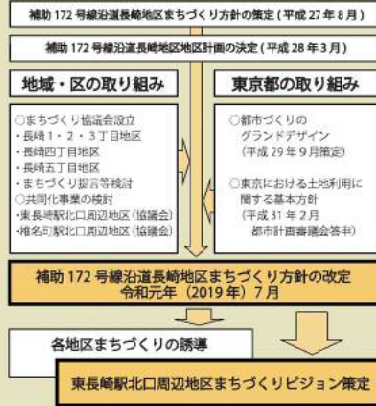 補助172号線沿道長崎地区まちづくり方針の策定(平成27年8月)
補助172号線沿道長崎地区地区計画の決定(平成28年3月)
地域・区の取り組み
○まちづくり協議会設立
・長崎1・2・3丁目地区
・長崎四丁目地区
・長崎五丁目地区
・まちづくり提言等検討
○共同化事業の検討
・東長崎駅北口周辺地区(協議会)
・椎名町駅北口周辺地区(協議会)
東京都の取り組み
○都市づくりの
グランドデザイン
(平成29年9月策定)
○東京における土地利用に
関する基本方針
(平成31年2月
都市計画審議会答申)
補助172号線沿道長崎地区まちづくり方針の改定
令和元年(2019年)7月
各地区まちづくりの誘導
東長崎駅北口周辺地区まちづくりビジョン策定